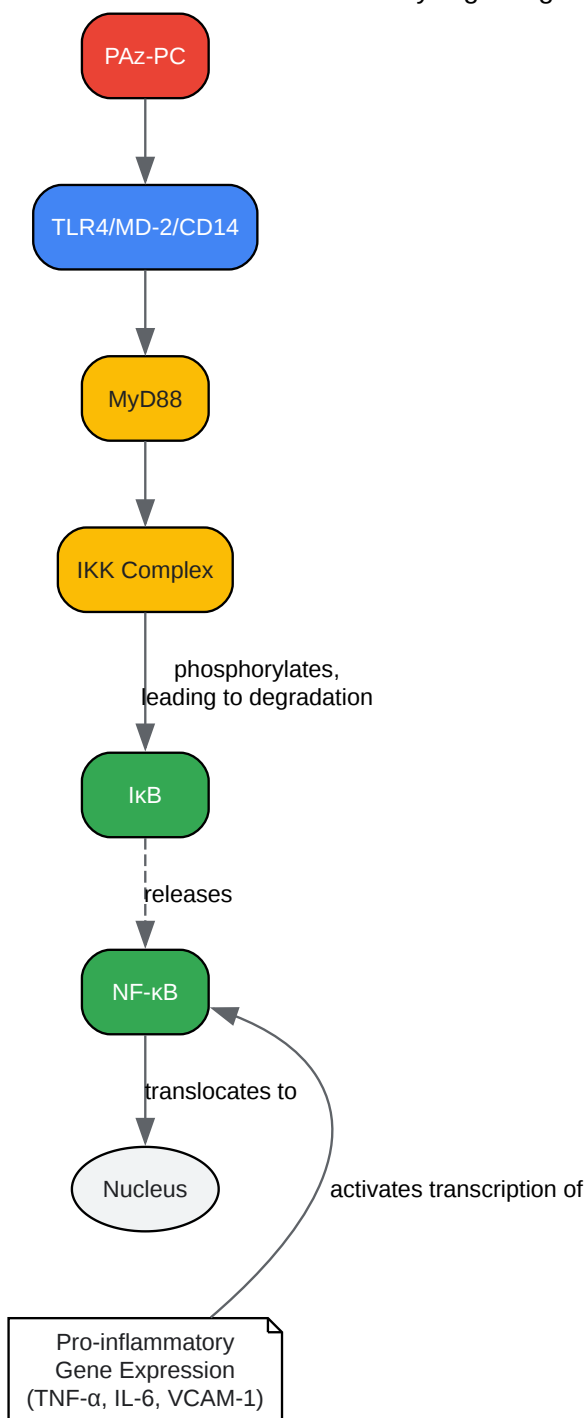 PAz-PC
TLR4/MD-2/CD14
MyD88
IKK Complex
phosphorylates,
leading to degradation
IκB
releases
NF-κB
translocates to
Nucleus
activates transcription of
Pro-inflammatory
Gene Expression
(TNF-α, IL-6, VCAM-1)